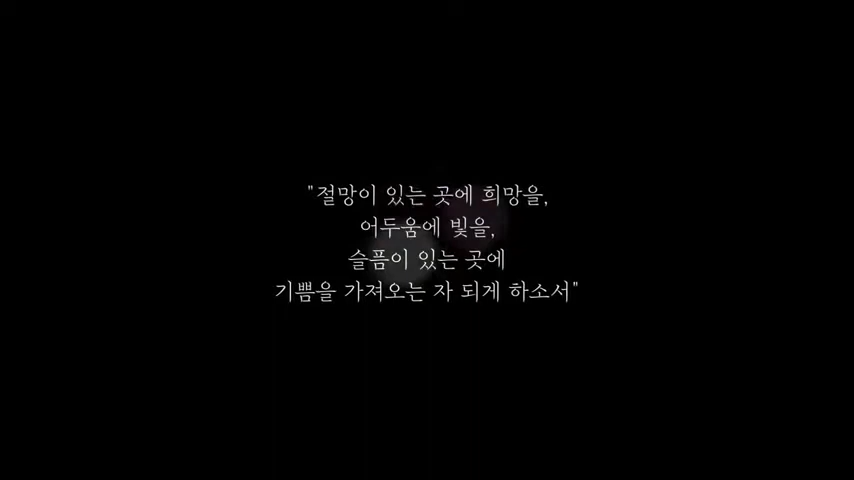 "절망이 있는 곳에 희망을,
어두움에 빛을,
슬픔이 있는 곳에
기쁨을 가져오는 자 되게 하소서"